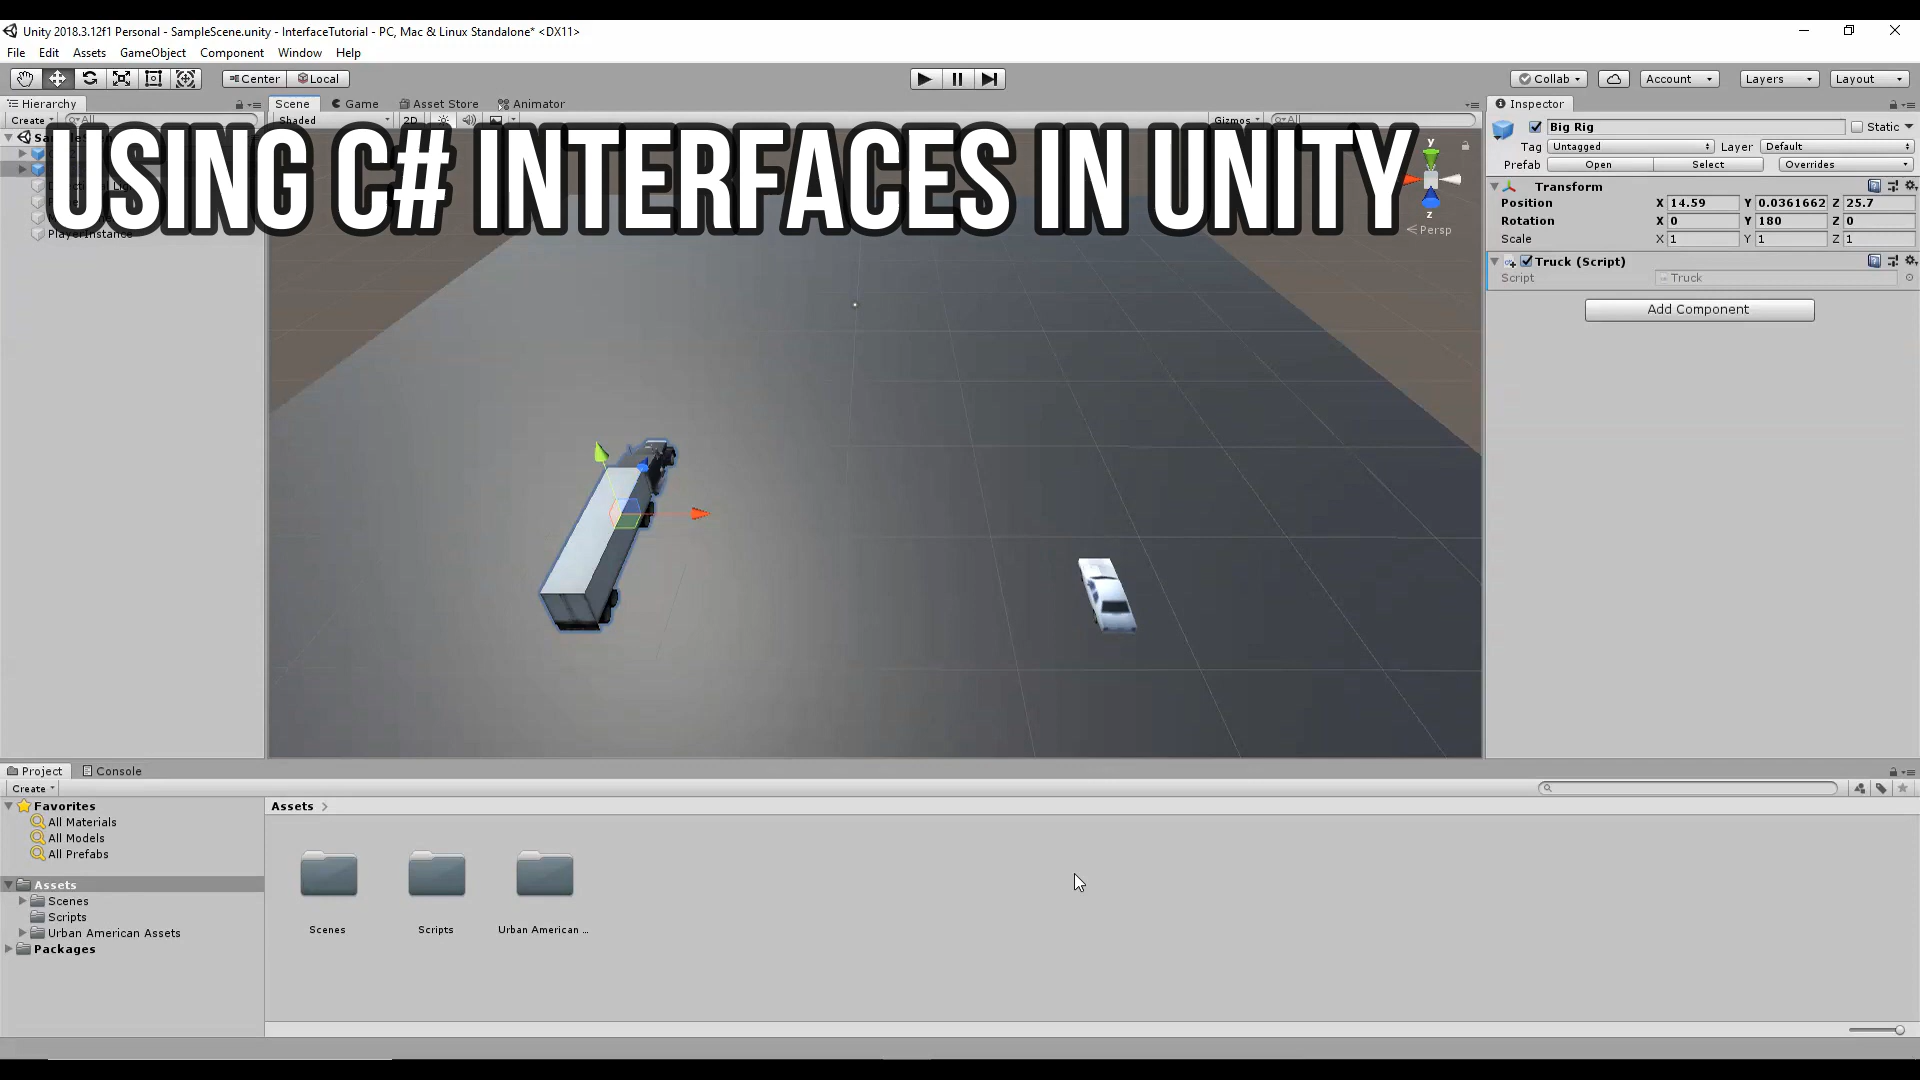 Unity 2018.3.12f1 Personal - SampleScene.unity - InterfaceTutorial - PC, Mac & Linux Standalone* <DX11>
File Edit Assets GameObject Component Window Help
Center Local Collab Account Layers Layout
Hierarchy Scene Game Asset Store Animator Inspector
Create All Shaded 2D Gizmos All
USING C# INTERFACES IN UNITY
PlayerInstance
y
z
Persp
Big Rig Static
Tag Untagged Layer Default
Prefab Open Select Overrides
Transform
Position X 14.59 Y 0.0361662 Z 25.7
Rotation X 0 Y 180 Z 0
Scale X 1 Y 1 Z 1
Truck (Script)
Script Truck
Add Component
Project Console
Create
Favorites
All Materials
All Models
All Prefabs
Assets
Scenes
Scripts
Urban American Assets
Packages
Assets
Scenes Scripts Urban American ...